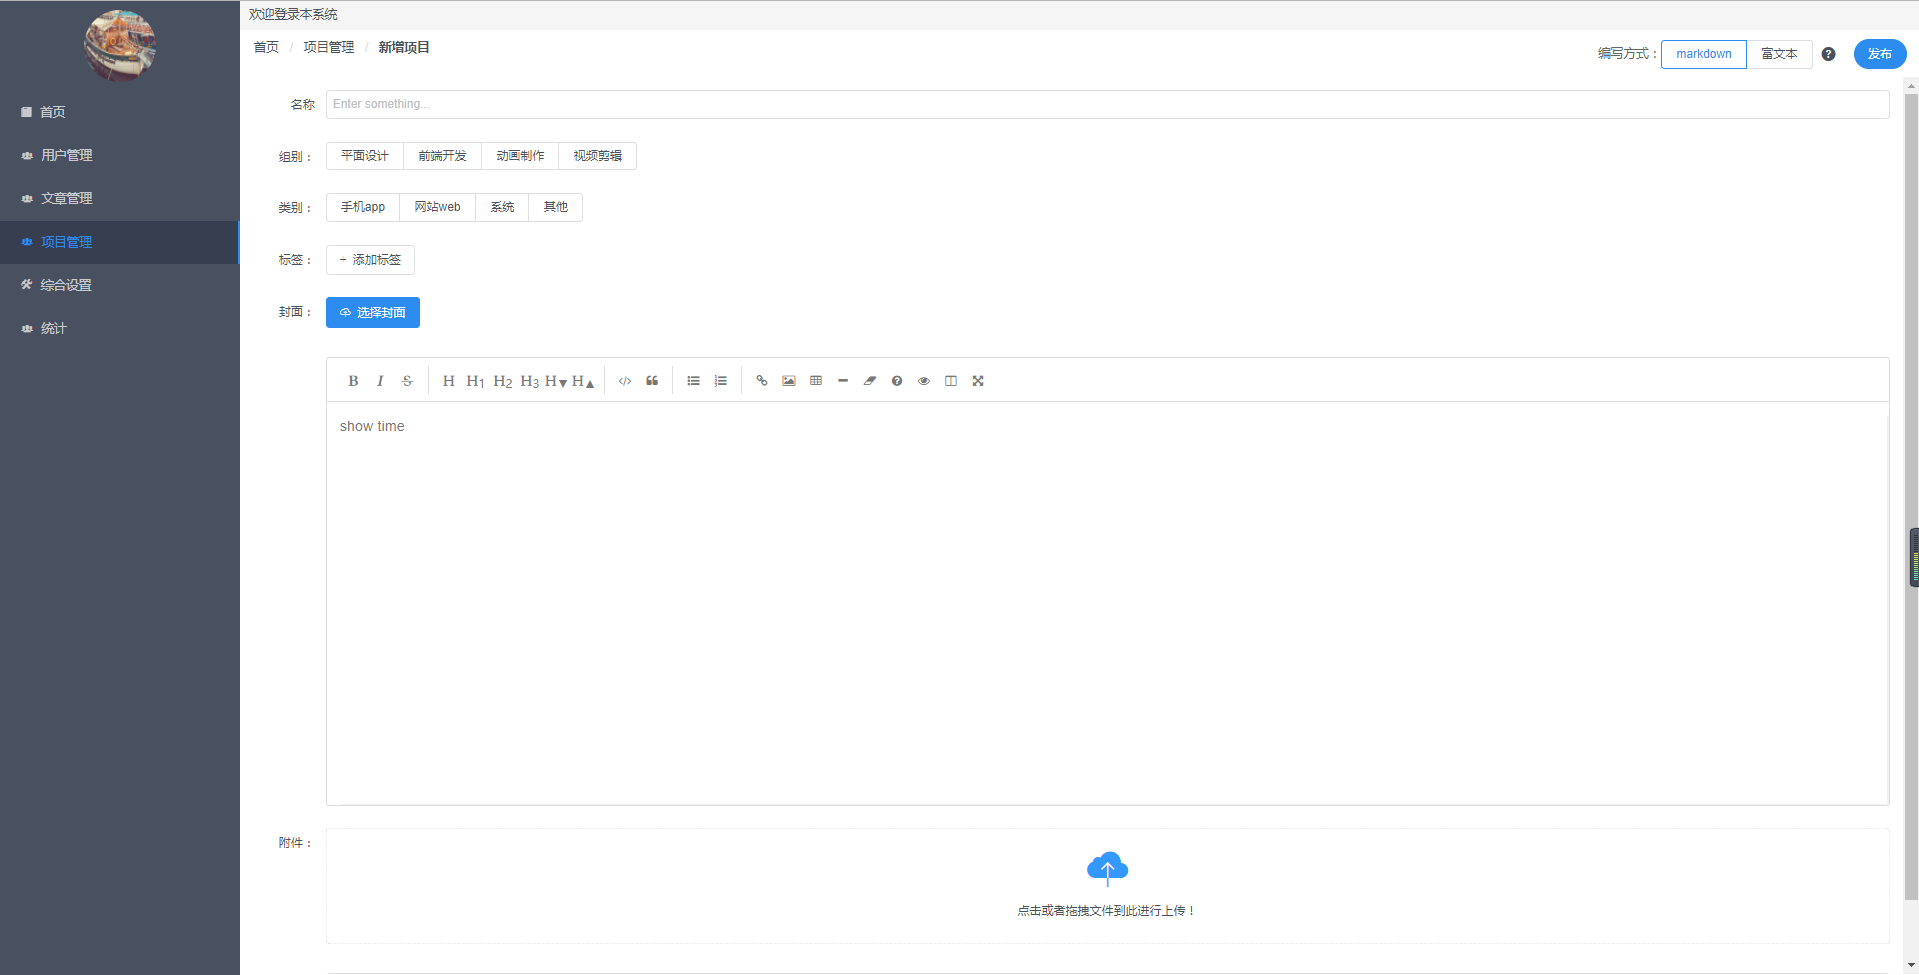 欢迎登录本系统
首页 / 项目管理 / 新增项目
编写方式： markdown 富文本 发布
首页
用户管理
文章管理
项目管理
综合设置
统计
名称 Enter something...
组别： 平面设计 前端开发 动画制作 视频剪辑
类别： 手机app 网站web 系统 其他
标签： + 添加标签
封面： 选择封面
B I S H H1 H2 H3 H▼ H▲
show time
附件：
点击或者拖拽文件到此进行上传！